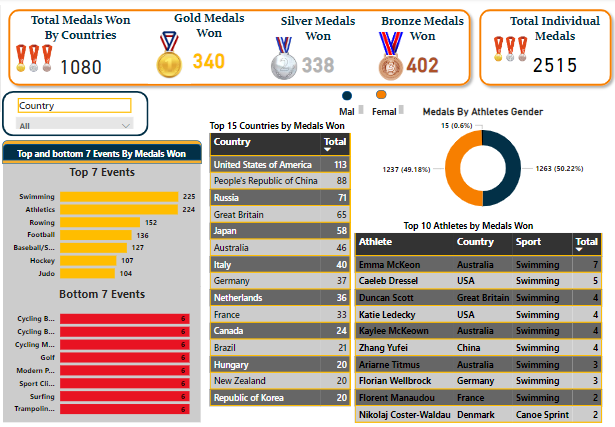 Total Medals Won
By Countries
1080
Gold Medals
Won
340
Silver Medals
Won
338
Bronze Medals
Won
402
Total Individual
Medals
2515
Country
All
Top and bottom 7 Events By Medals Won
Top 7 Events
Swimming 225
Athletics 224
Rowing 152
Football 136
Baseball/S... 127
Hockey 107
Judo 104
Bottom 7 Events
Cycling B... 6
Cycling B... 6
Cycling M... 6
Golf 6
Modern P... 6
Sport Cli... 6
Surfing 6
Trampolin... 6
Top 15 Countries by Medals Won
Country Total
United States of America 113
People's Republic of China 88
Russia 71
Great Britain 65
Japan 58
Australia 46
Italy 40
Germany 37
Netherlands 36
France 33
Canada 24
Brazil 21
Hungary 20
New Zealand 20
Republic of Korea 20
Mal Femal
Medals By Athletes Gender
15 (0.6%)
1237 (49.18%)
1263 (50.22%)
Top 10 Athletes by Medals Won
Athlete Country Sport Total
Emma McKeon Australia Swimming 7
Caeleb Dressel USA Swimming 5
Duncan Scott Great Britain Swimming 4
Katie Ledecky USA Swimming 4
Kaylee McKeown Australia Swimming 4
Zhang Yufei China Swimming 4
Ariarne Titmus Australia Swimming 3
Florian Wellbrock Germany Swimming 3
Florent Manaudou France Swimming 2
Nikolaj Coster-Waldau Denmark Canoe Sprint 2